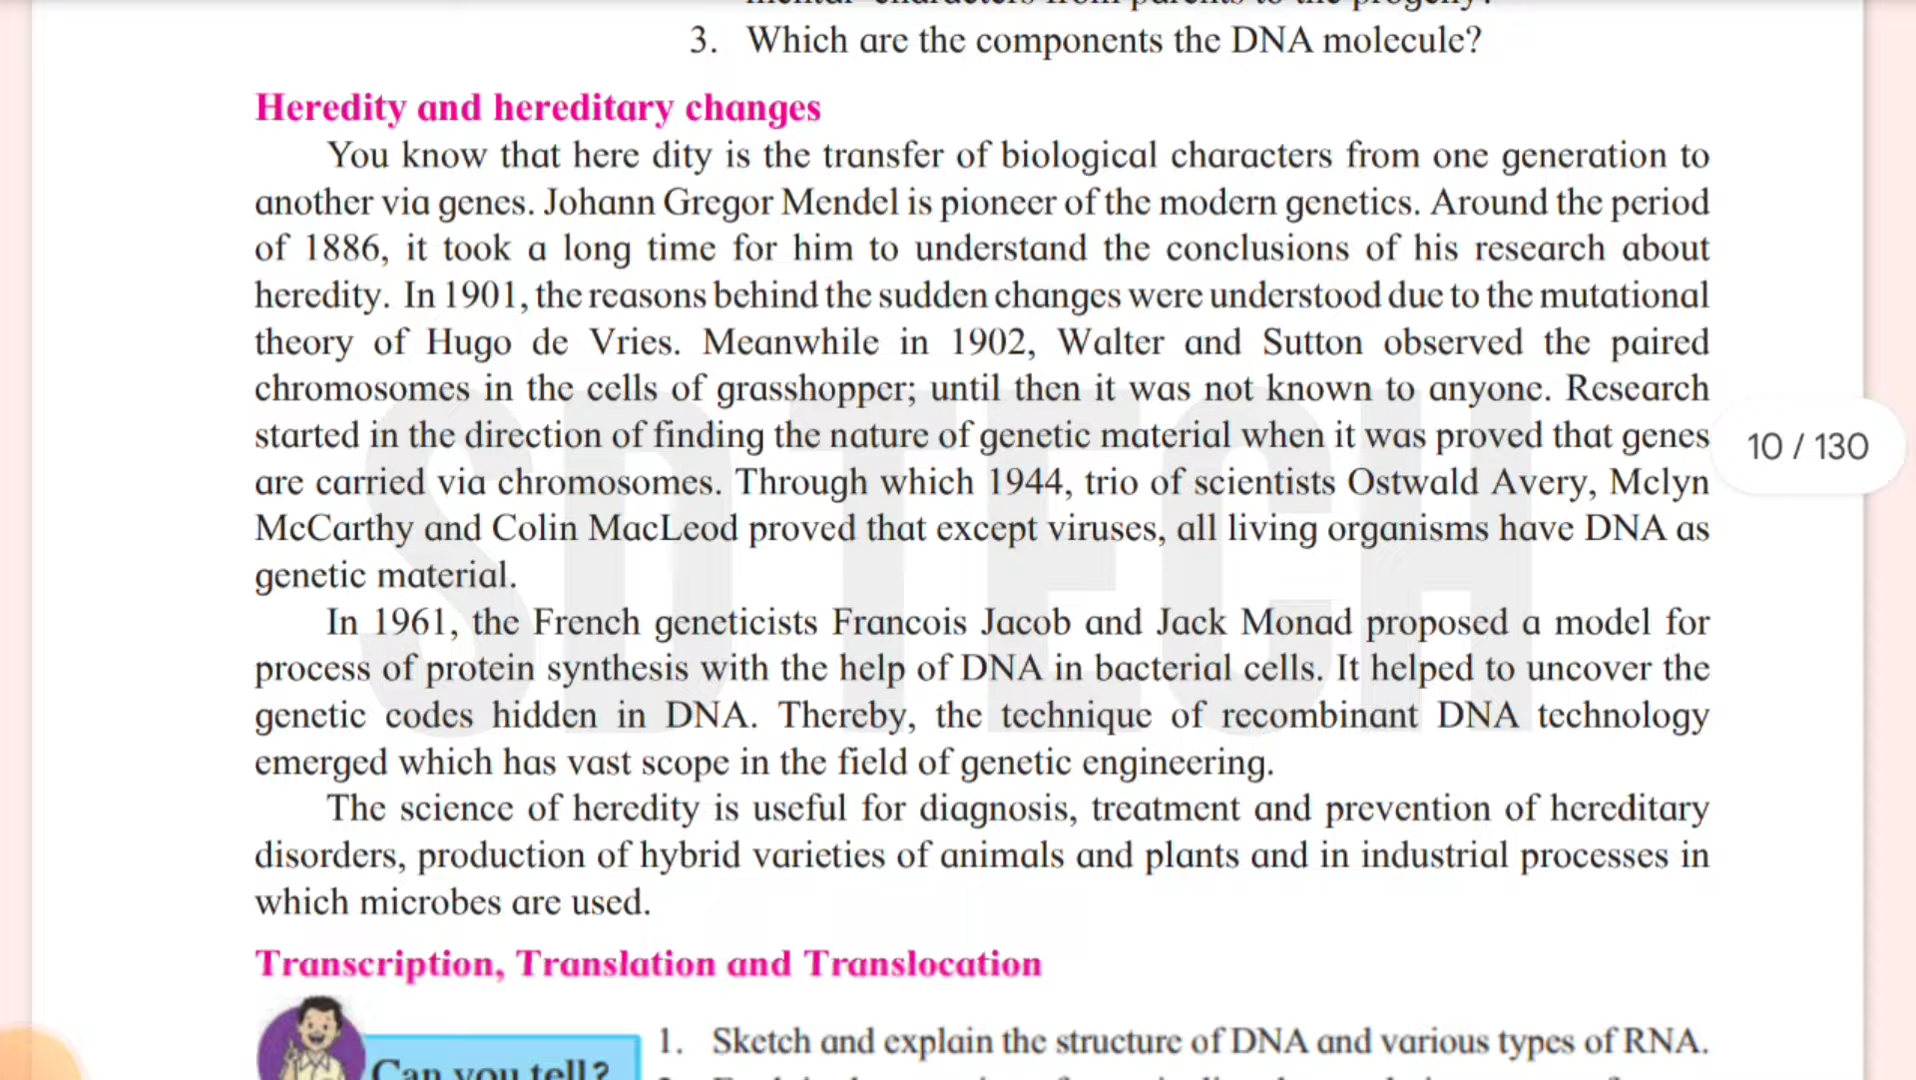 3. Which are the components the DNA molecule?
Heredity and hereditary changes
You know that here dity is the transfer of biological characters from one generation to
another via genes. Johann Gregor Mendel is pioneer of the modern genetics. Around the period
of 1886, it took a long time for him to understand the conclusions of his research about
heredity. In 1901, the reasons behind the sudden changes were understood due to the mutational
theory of Hugo de Vries. Meanwhile in 1902, Walter and Sutton observed the paired
chromosomes in the cells of grasshopper; until then it was not known to anyone. Research
started in the direction of finding the nature of genetic material when it was proved that genes
are carried via chromosomes. Through which 1944, trio of scientists Ostwald Avery, Mclyn
McCarthy and Colin MacLeod proved that except viruses, all living organisms have DNA as
genetic material.
In 1961, the French geneticists Francois Jacob and Jack Monad proposed a model for
process of protein synthesis with the help of DNA in bacterial cells. It helped to uncover the
genetic codes hidden in DNA. Thereby, the technique of recombinant DNA technology
emerged which has vast scope in the field of genetic engineering.
The science of heredity is useful for diagnosis, treatment and prevention of hereditary
disorders, production of hybrid varieties of animals and plants and in industrial processes in
which microbes are used.
Transcription, Translation and Translocation
Can you tell?
1. Sketch and explain the structure of DNA and various types of RNA.
10 / 130
SD TECH